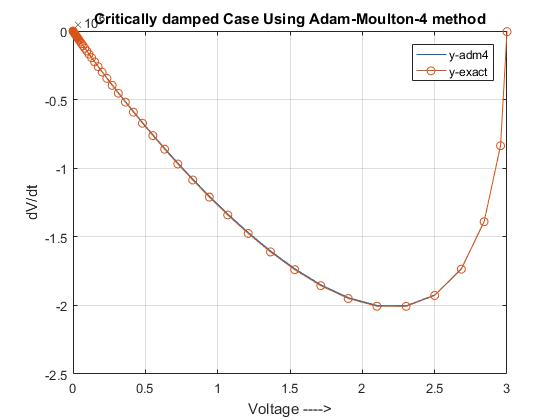 Critically damped Case Using Adam-Moulton-4 method
0
-0.5
-1
-1.5
-2
-2.5
dV/dt
y-adm4
y-exact
0 0.5 1 1.5 2 2.5 3
Voltage ---->